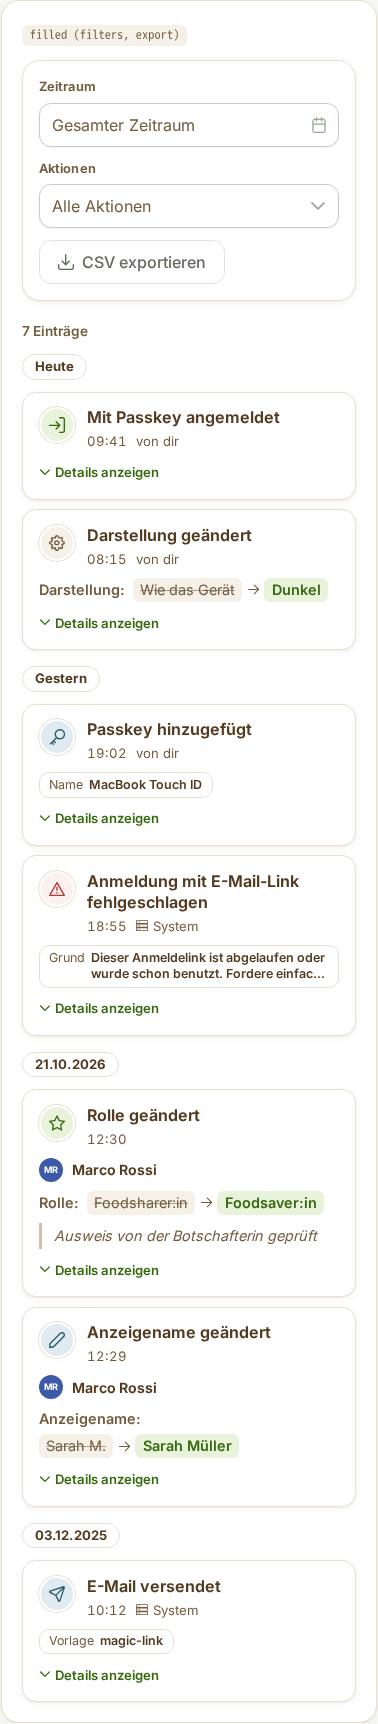 filled (filters, export)
Zeitraum
Gesamter Zeitraum
Aktionen
Alle Aktionen
CSV exportieren
7 Einträge
Heute
Mit Passkey angemeldet
09:41 von dir
Details anzeigen
Darstellung geändert
08:15 von dir
Darstellung: Wie das Gerät → Dunkel
Details anzeigen
Gestern
Passkey hinzugefügt
19:02 von dir
Name MacBook Touch ID
Details anzeigen
Anmeldung mit E-Mail-Link
fehlgeschlagen
18:55 System
Grund Dieser Anmeldelink ist abgelaufen oder
wurde schon benutzt. Fordere einfac...
Details anzeigen
21.10.2026
Rolle geändert
12:30
MR Marco Rossi
Rolle: Foodsharer:in → Foodsaver:in
Ausweis von der Botschafterin geprüft
Details anzeigen
Anzeigename geändert
12:29
MR Marco Rossi
Anzeigename:
Sarah M. → Sarah Müller
Details anzeigen
03.12.2025
E-Mail versendet
10:12 System
Vorlage magic-link
Details anzeigen